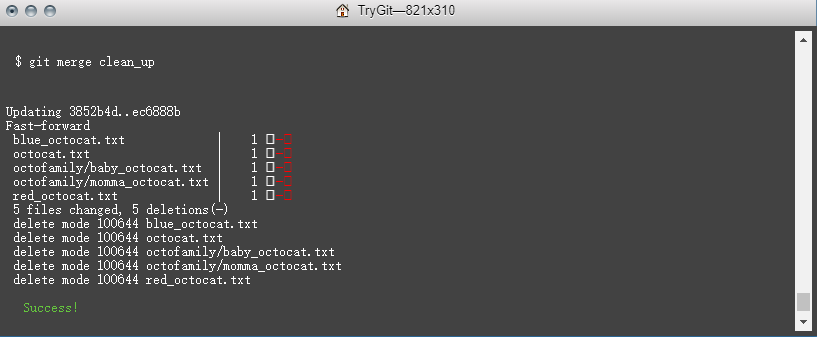 TryGit—821x310
$ git merge clean_up
Updating 3852b4d..ec6888b
Fast-forward
blue_octocat.txt | 1 □-□
octocat.txt | 1 □-□
octofamily/baby_octocat.txt | 1 □-□
octofamily/momma_octocat.txt | 1 □-□
red_octocat.txt | 1 □-□
5 files changed, 5 deletions(-)
delete mode 100644 blue_octocat.txt
delete mode 100644 octocat.txt
delete mode 100644 octofamily/baby_octocat.txt
delete mode 100644 octofamily/momma_octocat.txt
delete mode 100644 red_octocat.txt
Success!